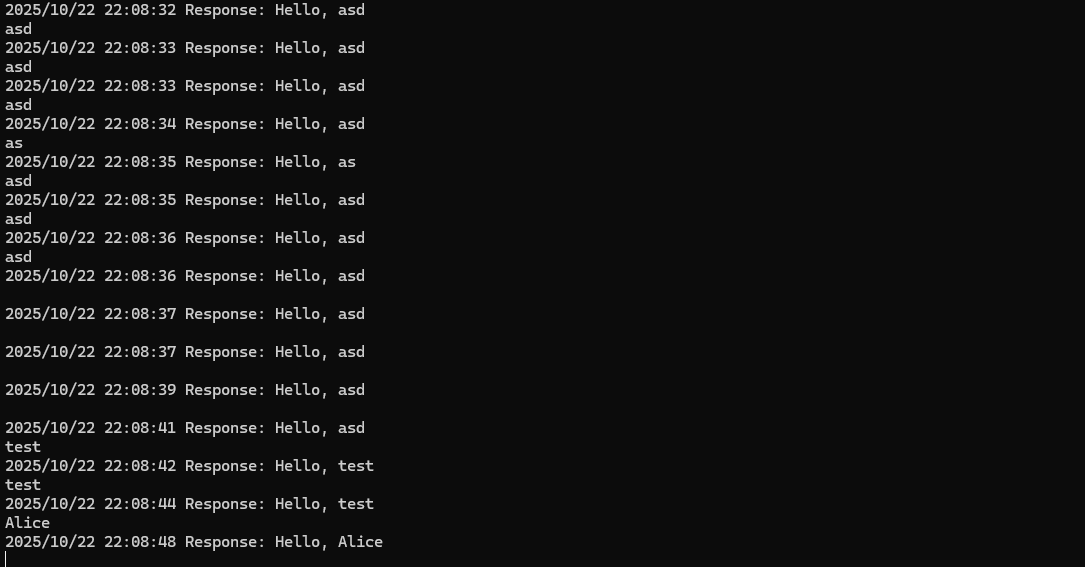 2025/10/22 22:08:32 Response: Hello, asd
asd
2025/10/22 22:08:33 Response: Hello, asd
asd
2025/10/22 22:08:33 Response: Hello, asd
asd
2025/10/22 22:08:34 Response: Hello, asd
as
2025/10/22 22:08:35 Response: Hello, as
asd
2025/10/22 22:08:35 Response: Hello, asd
asd
2025/10/22 22:08:36 Response: Hello, asd
asd
2025/10/22 22:08:36 Response: Hello, asd
2025/10/22 22:08:37 Response: Hello, asd
2025/10/22 22:08:37 Response: Hello, asd
2025/10/22 22:08:39 Response: Hello, asd
2025/10/22 22:08:41 Response: Hello, asd
test
2025/10/22 22:08:42 Response: Hello, test
test
2025/10/22 22:08:44 Response: Hello, test
Alice
2025/10/22 22:08:48 Response: Hello, Alice